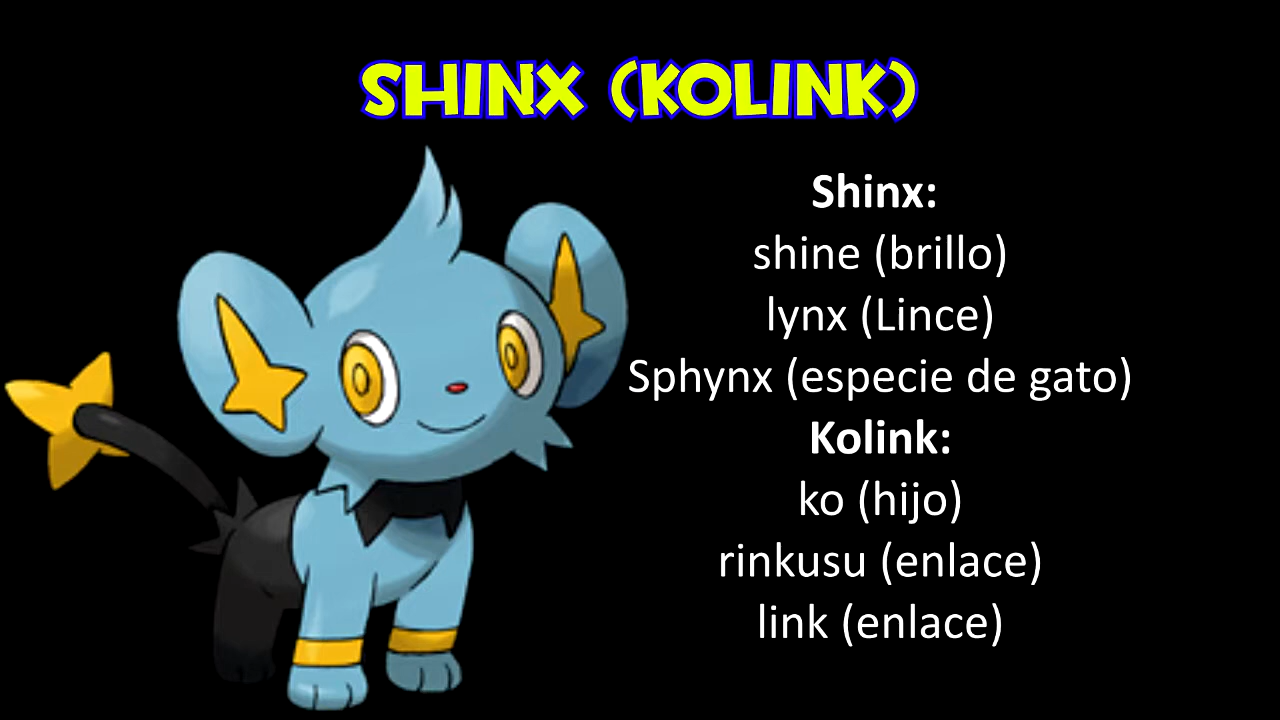 SHINX (KOLINK)
Shinx:
shine (brillo)
lynx (Lince)
Sphynx (especie de gato)
Kolink:
ko (hijo)
rinkusu (enlace)
link (enlace)